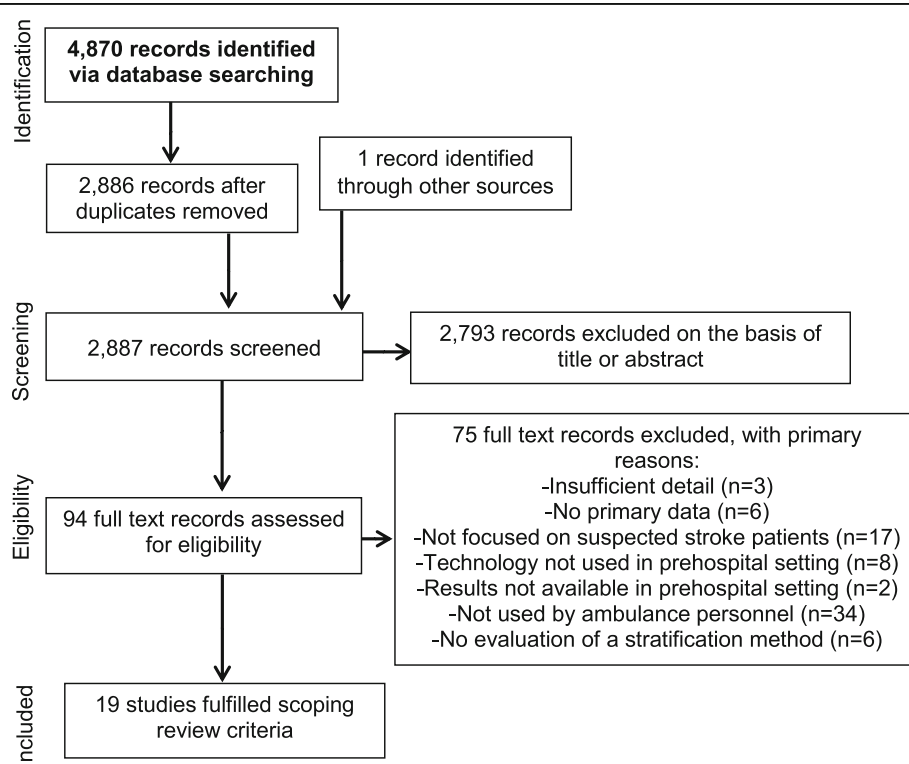 Identification
4,870 records identified
via database searching
2,886 records after
duplicates removed
1 record identified
through other sources
Screening
2,887 records screened
2,793 records excluded on the basis of
title or abstract
Eligibility
94 full text records assessed
for eligibility
75 full text records excluded, with primary
reasons:
-Insufficient detail (n=3)
-No primary data (n=6)
-Not focused on suspected stroke patients (n=17)
-Technology not used in prehospital setting (n=8)
-Results not available in prehospital setting (n=2)
-Not used by ambulance personnel (n=34)
-No evaluation of a stratification method (n=6)
ncluded
19 studies fulfilled scoping
review criteria